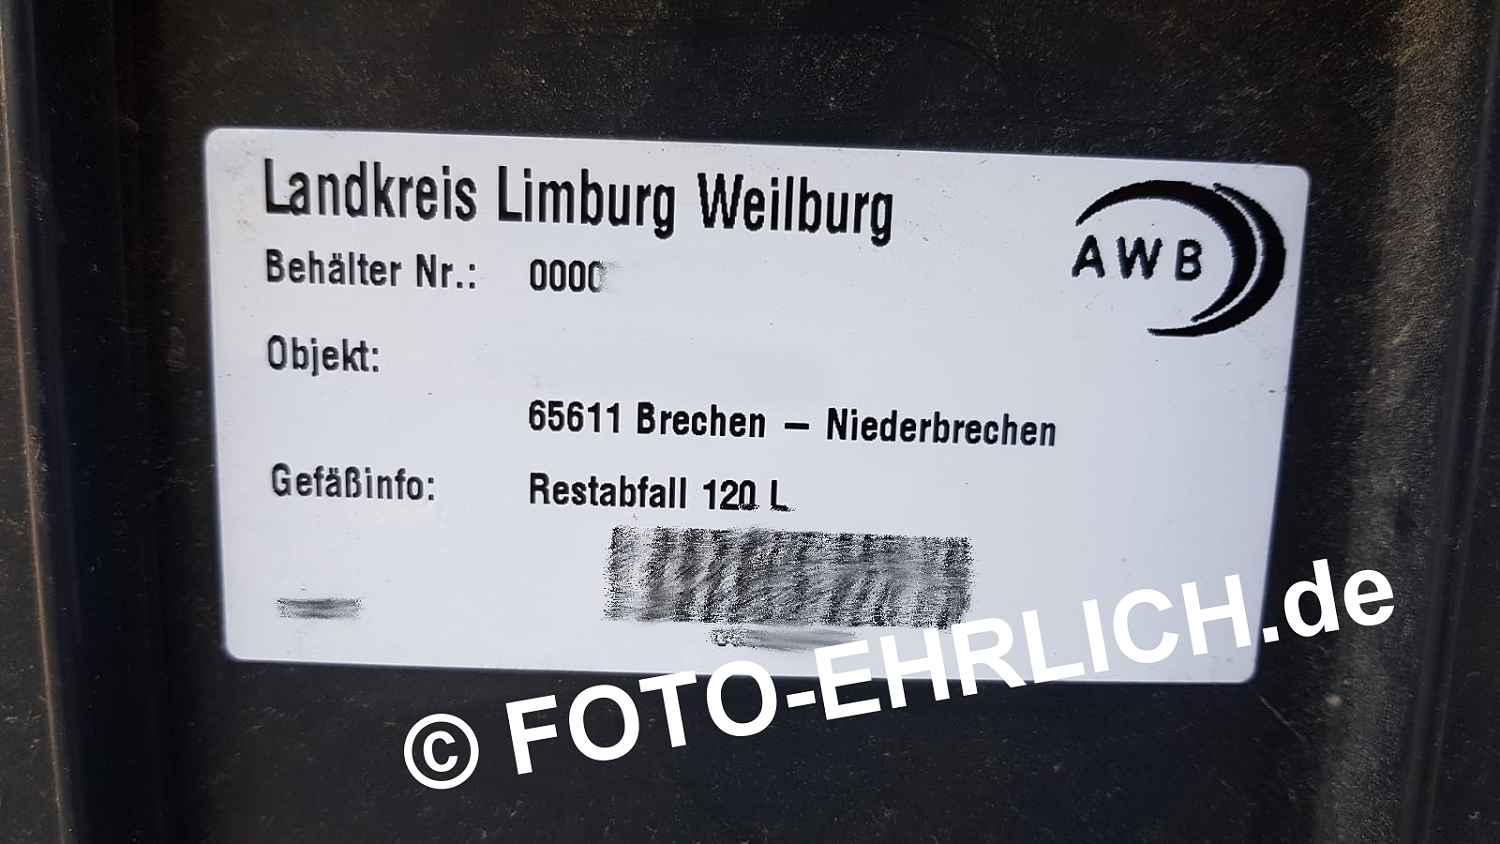 Landkreis Limburg Weilburg
AWB
Behälter Nr.: 0000
Objekt:
65611 Brechen – Niederbrechen
Gefäßinfo: Restabfall 120 L
© FOTO-EHRLICH.de